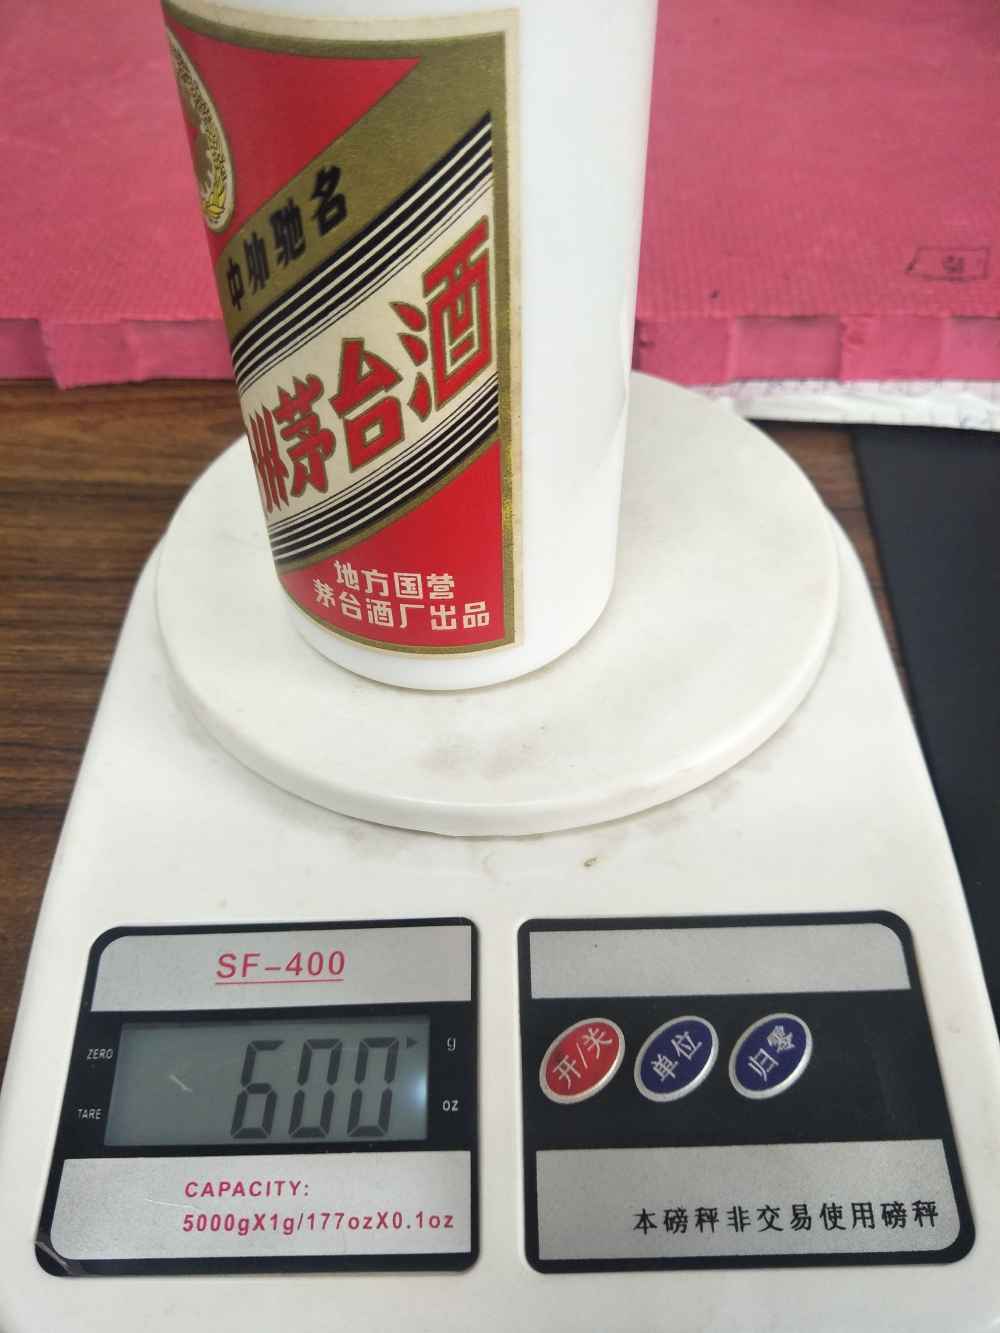 中外驰名
州茅台酒
地方国营
茅台酒厂出品
SF-400
ZERO
TARE
600
g
oz
CAPACITY:
5000gX1g/177ozX0.1oz
开/关
单位
归零
本磅秤非交易使用磅秤